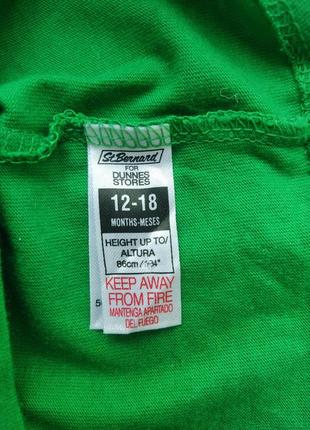 St Bernard
FOR
DUNNES
STORES
12-18
MONTHS-MESES
HEIGHT UP TO/
ALTURA
86cm/
KEEP AWAY
FROM FIRE
MANTENGA APARTADO
DEL FUEGO